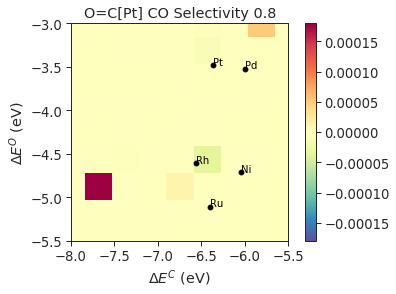 O=C[Pt] CO Selectivity 0.8
−3.0
−3.5
−4.0
−4.5
−5.0
−5.5
ΔE^O (eV)
Pt
Pd
Rh
Ni
Ru
−8.0 −7.5 −7.0 −6.5 −6.0 −5.5
ΔE^C (eV)
0.00015
0.00010
0.00005
0.00000
−0.00005
−0.00010
−0.00015